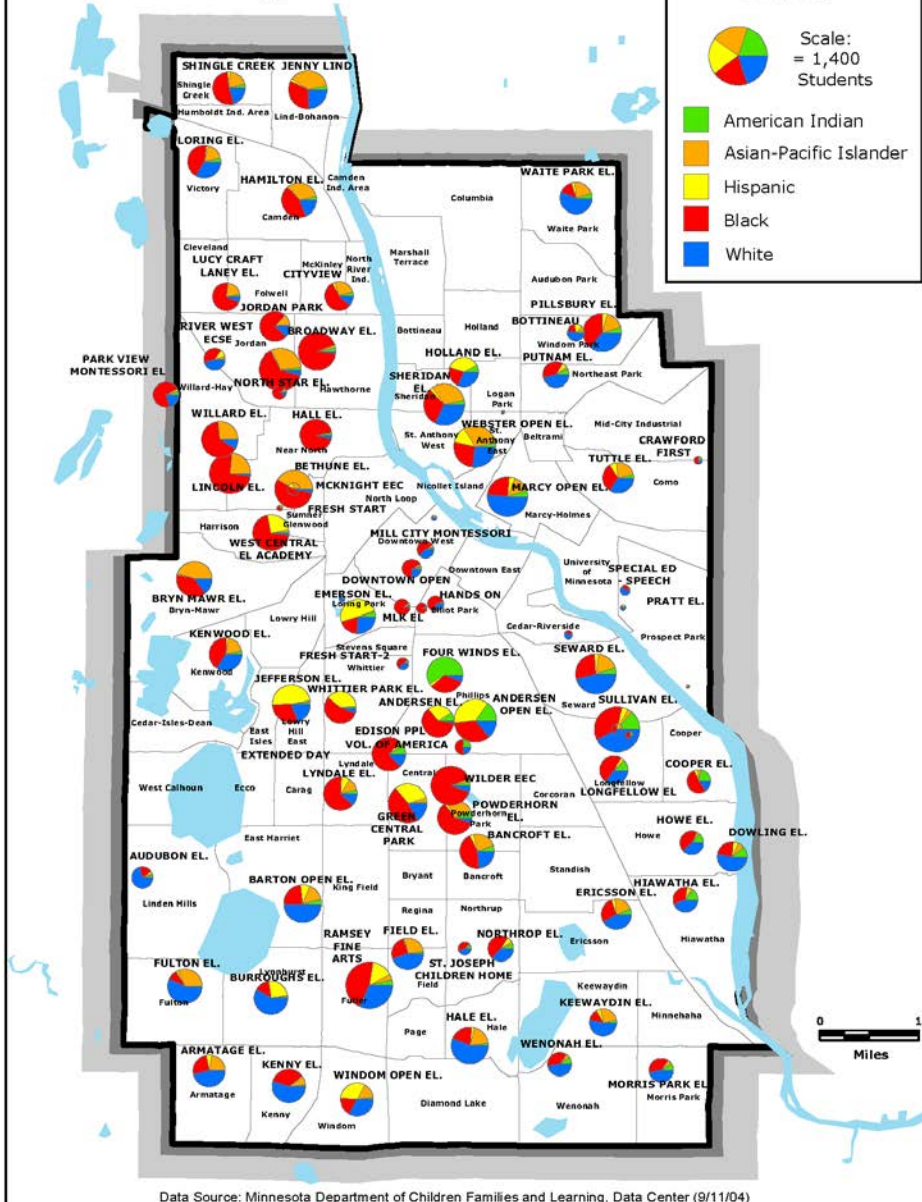 Scale:
= 1,400
Students
American Indian
Asian-Pacific Islander
Hispanic
Black
White
SHINGLE CREEK
JENNY LIND
Shingle
Creek
Humboldt Ind. Area
Lind-Bohanon
LORING EL.
Victory
HAMILTON EL.
Camden
Ind. Area
Camden
Columbia
WAITE PARK EL.
Waite Park
Cleveland
LUCY CRAFT
LANEY EL.
Folwell
McKinley
CITYVIEW
North
River
Ind.
Marshall
Terrace
Audubon Park
JORDAN PARK
RIVER WEST
ECSE
Jordan
BROADWAY EL.
Bottineau
Holland
BOTTINEAU
PILLSBURY EL.
Windom Park
PARK VIEW
MONTESSORI EL
Willard-Hay
NORTH STAR EL.
Hawthorne
HOLLAND EL.
SHERIDAN
EL
Sheridan
Logan
Park
PUTNAM EL.
Northeast Park
WILLARD EL.
HALL EL.
Near North
St. Anthony
West
WEBSTER OPEN EL.
St.
Anthony
East
Beltrami
Mid-City Industrial
CRAWFORD
FIRST
TUTTLE EL.
Como
LINCOLN EL.
BETHUNE EL.
MCKNIGHT EEC
North Loop
Nicollet Island
MARCY OPEN EL.
Marcy-Holmes
FRESH START
Sumner
Glenwood
Harrison
WEST CENTRAL
EL ACADEMY
MILL CITY MONTESSORI
Downtown West
DOWNTOWN OPEN
Downtown East
University
of
Minnesota
SPECIAL ED
- SPEECH
PRATT EL.
Prospect Park
BRYN MAWR EL.
Bryn-Mawr
EMERSON EL.
Loring Park
Lowry Hill
MLK EL
HANDS ON
Elliot Park
Cedar-Riverside
Stevens Square
KENWOOD EL.
Kenwood
FRESH START-2
Whittier
FOUR WINDS EL.
Phillips
SEWARD EL.
Seward
SULLIVAN EL.
Cooper
JEFFERSON EL.
WHITTIER PARK EL.
ANDERSEN EL.
ANDERSEN
OPEN EL.
Cedar-Isles-Dean
East
Isles
Lowry
Hill
East
EDISON PPL
VOL. OF AMERICA
EXTENDED DAY
Lyndale
Central
LYNDALE EL.
WILDER EEC
Longfellow
LONGFELLOW EL
COOPER EL.
West Calhoun
Ecco
Carag
Corcoran
POWDERHORN
EL.
Powderhorn
Park
GREEN
CENTRAL
PARK
BANCROFT EL.
Bancroft
East Harriet
Howe
HOWE EL.
DOWLING EL.
AUDUBON EL.
Linden Hills
BARTON OPEN EL.
King Field
Bryant
Standish
HIAWATHA EL.
ERICSSON EL.
Ericsson
Hiawatha
Regina
Northrup
RAMSEY
FINE
ARTS
Fuller
FIELD EL.
Field
NORTHROP EL.
ST. JOSEPH
CHILDREN HOME
FULTON EL.
Fulton
Lynnhurst
BURROUGHS EL.
Keewaydin
KEEWAYDIN EL.
Minnehaha
Page
HALE EL.
Hale
WENONAH EL.
Wenonah
0
1
Miles
ARMATAGE EL.
Armatage
KENNY EL.
Kenny
WINDOM OPEN EL.
Windom
Diamond Lake
MORRIS PARK EL
Morris Park
Data Source: Minnesota Department of Children Families and Learning, Data Center (9/11/04)